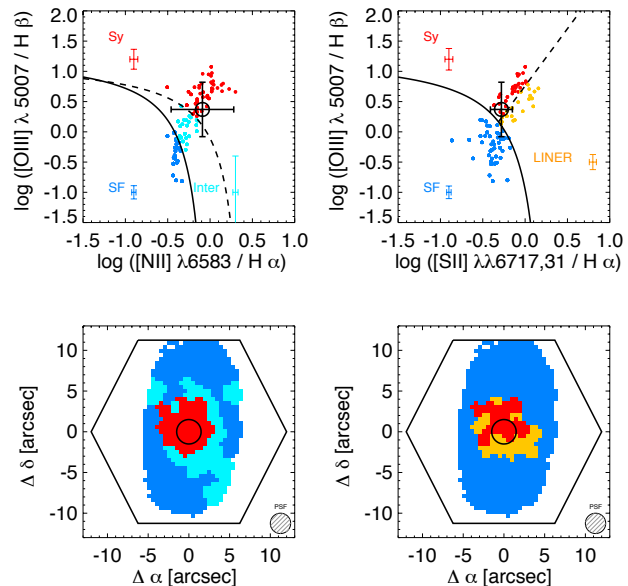 2.0
1.5
1.0
0.5
0.0
-0.5
-1.0
-1.5
log ([OIII] λ 5007 / H β)
Sy
SF
Inter
-1.5 -1.0 -0.5 0.0 0.5 1.0
log ([NII] λ6583 / H α)
2.0
1.5
1.0
0.5
0.0
-0.5
-1.0
-1.5
log ([OIII] λ 5007 / H β)
Sy
LINER
SF
-1.5 -1.0 -0.5 0.0 0.5 1.0
log ([SII] λλ6717,31 / H α)
10
5
0
-5
-10
Δ δ [arcsec]
PSF
-10 -5 0 5 10
Δ α [arcsec]
10
5
0
-5
-10
Δ δ [arcsec]
PSF
-10 -5 0 5 10
Δ α [arcsec]